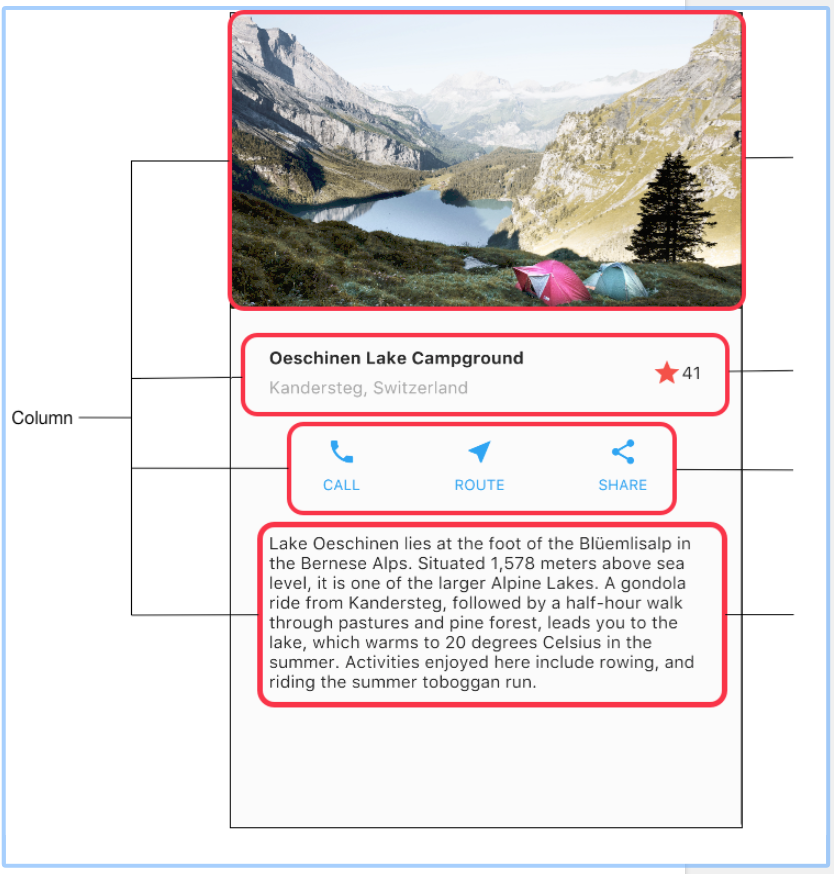 Oeschinen Lake Campground
Kandersteg, Switzerland
41
Column
CALL
ROUTE
SHARE
Lake Oeschinen lies at the foot of the Blüemlisalp in
the Bernese Alps. Situated 1,578 meters above sea
level, it is one of the larger Alpine Lakes. A gondola
ride from Kandersteg, followed by a half-hour walk
through pastures and pine forest, leads you to the
lake, which warms to 20 degrees Celsius in the
summer. Activities enjoyed here include rowing, and
riding the summer toboggan run.